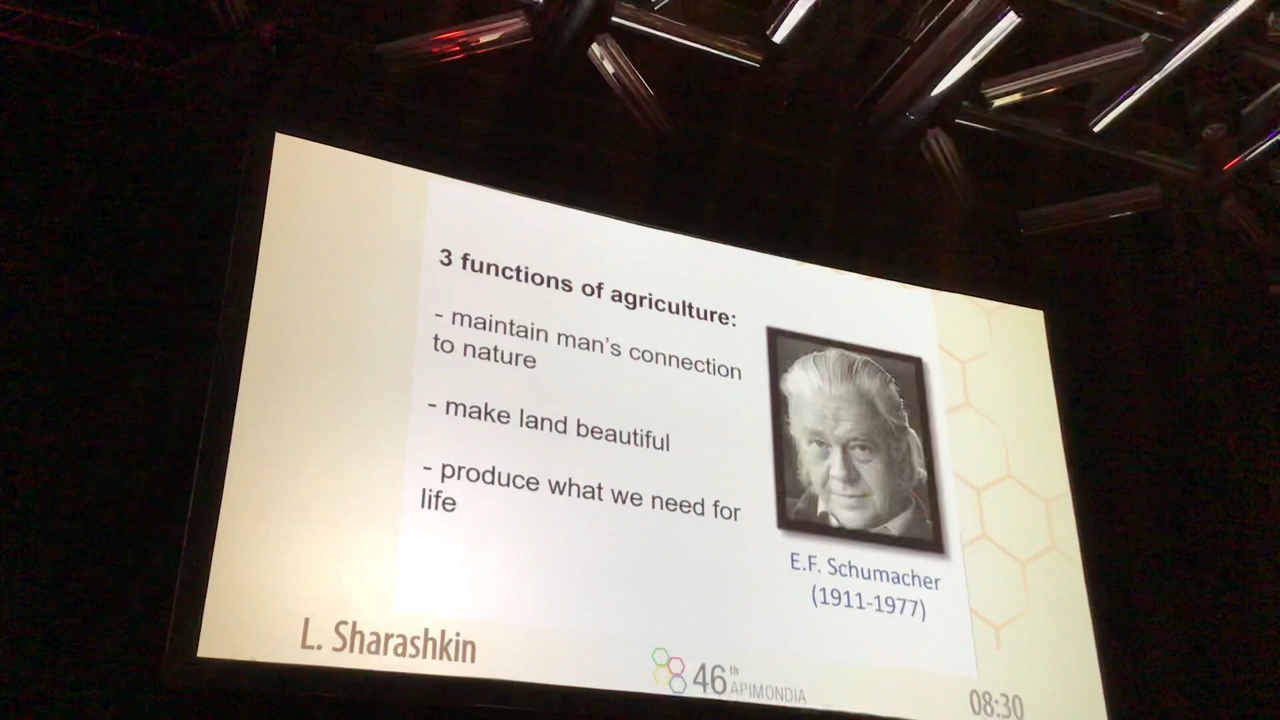 3 functions of agriculture:
- maintain man's connection
to nature
- make land beautiful
- produce what we need for
life
E.F. Schumacher
(1911-1977)
L. Sharashkin
46th
APIMONDIA
08:30